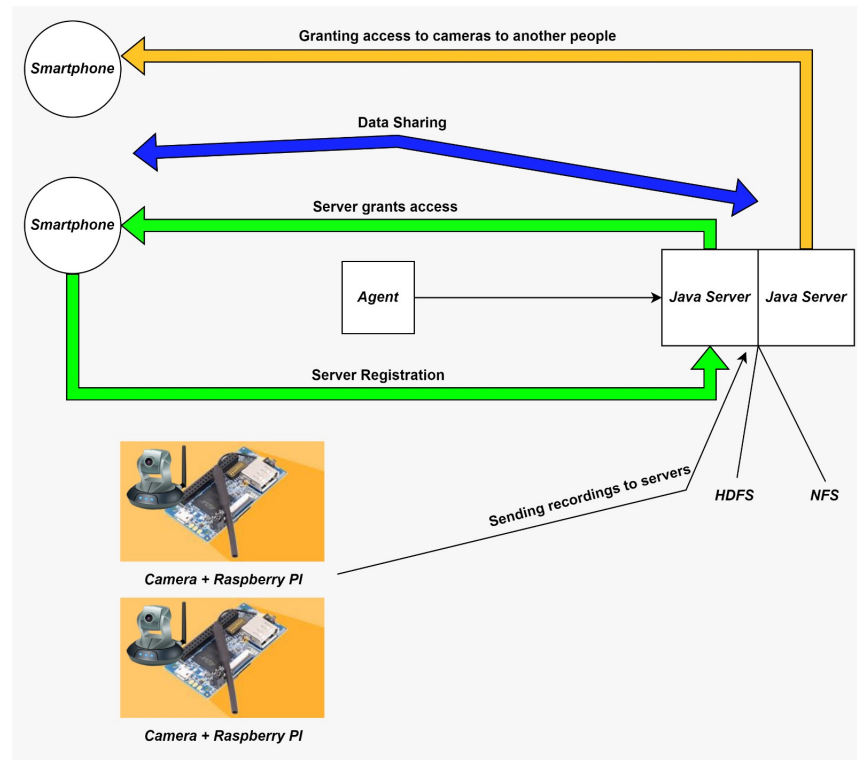 Granting access to cameras to another people
Smartphone
Data Sharing
Smartphone
Server grants access
Agent
Java Server
Java Server
Server Registration
Sending recordings to servers
HDFS
NFS
Camera + Raspberry PI
Camera + Raspberry PI